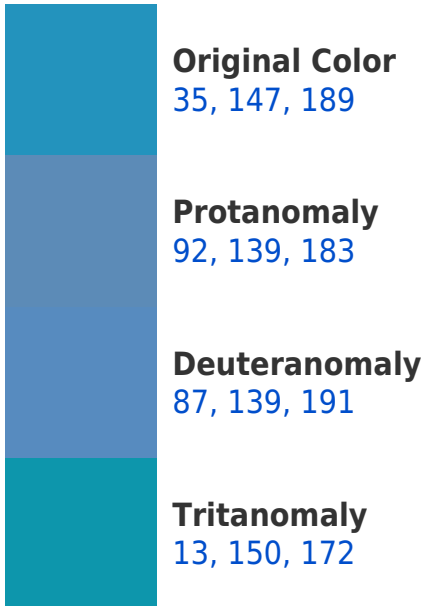 Original Color
35, 147, 189
Protanomaly
92, 139, 183
Deuteranomaly
87, 139, 191
Tritanomaly
13, 150, 172